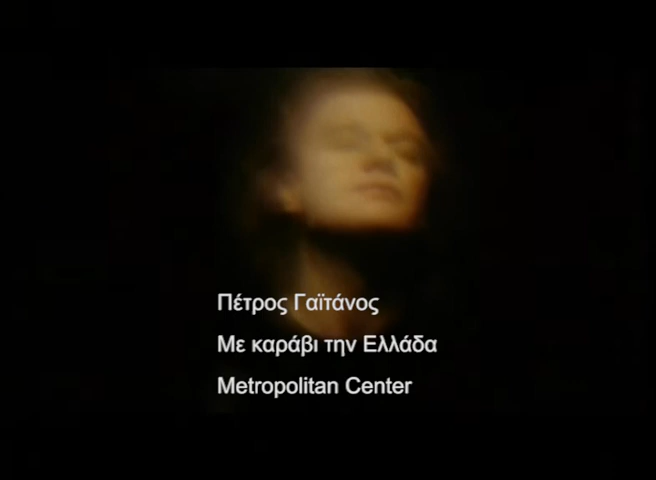 Πέτρος Γαϊτάνος
Με καράβι την Ελλάδα
Metropolitan Center